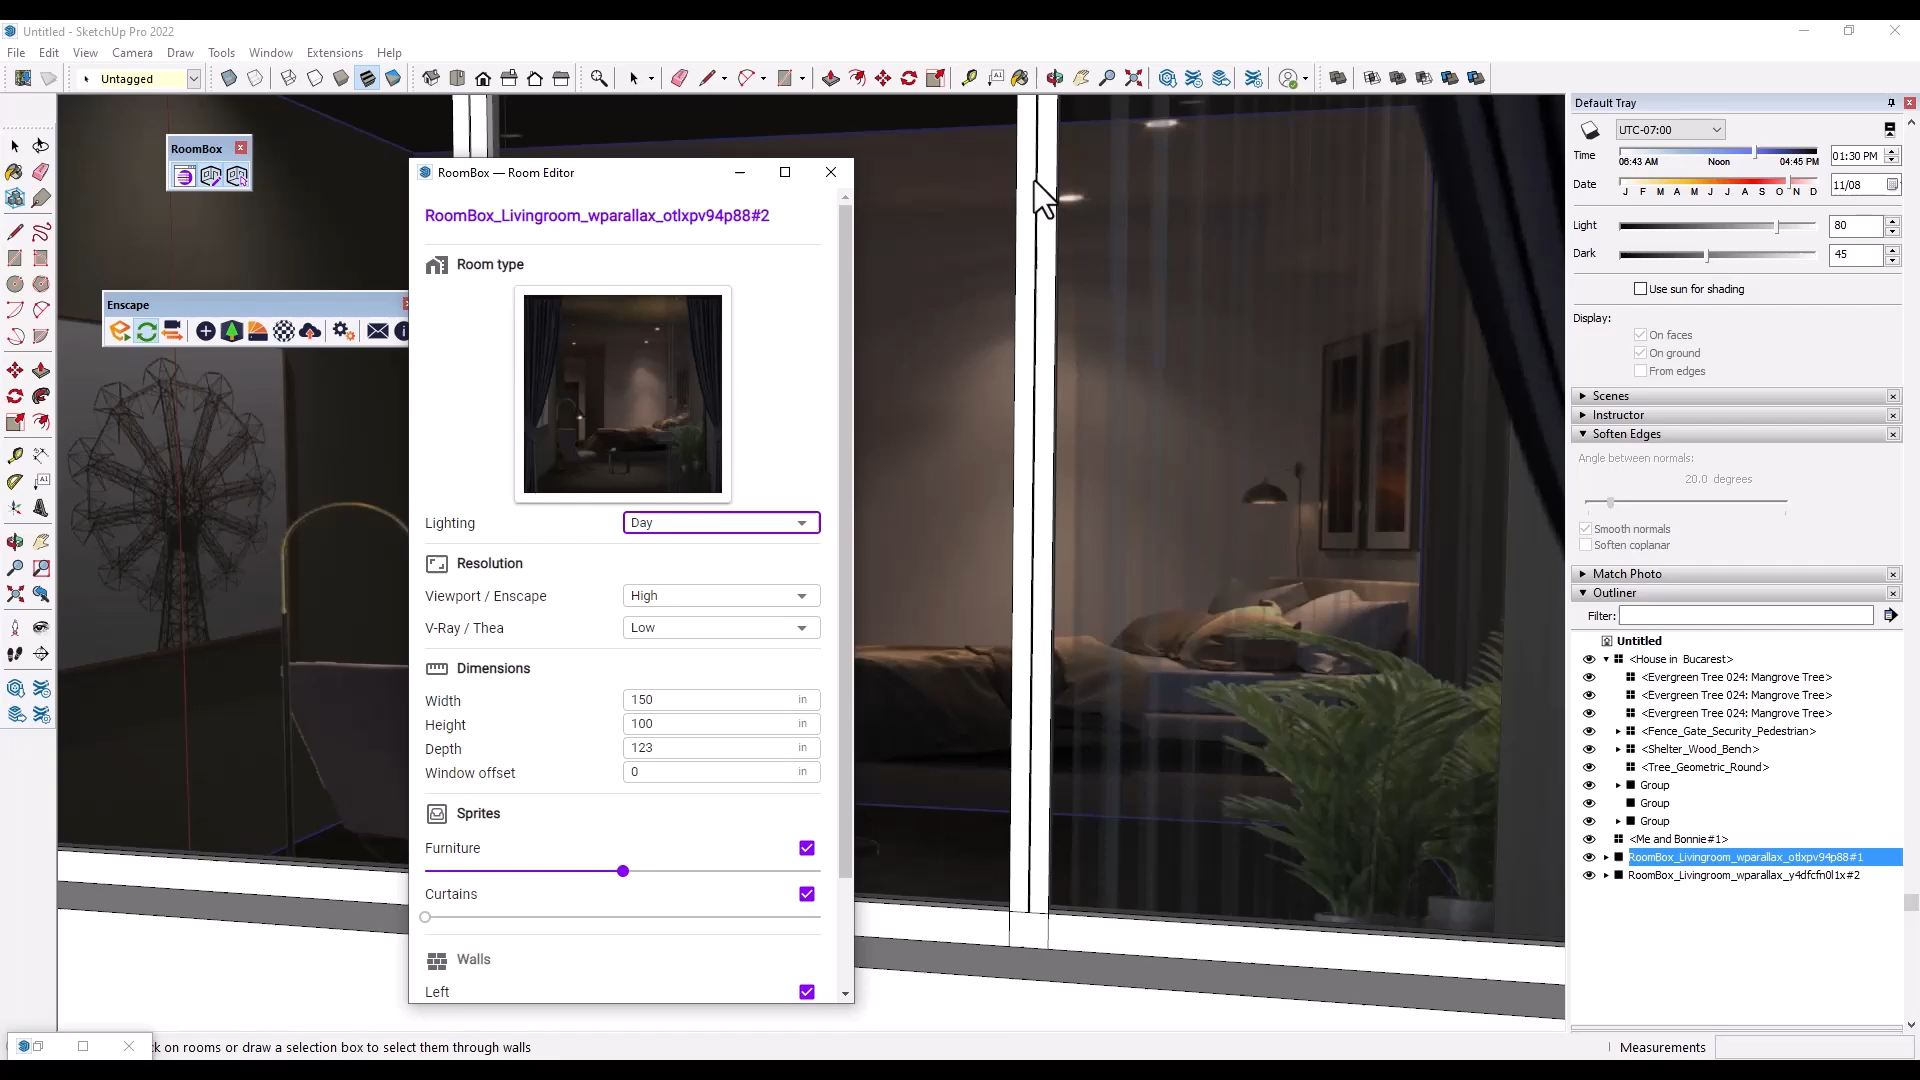 Untitled - SketchUp Pro 2022
File Edit View Camera Draw Tools Window Extensions Help
Untagged
RoomBox
Enscape
RoomBox — Room Editor
RoomBox_Livingroom_wparallax_otlxpv94p88#2
Room type
Lighting Day
Resolution
Viewport / Enscape High
V-Ray / Thea Low
Dimensions
Width 150 in
Height 100 in
Depth 123 in
Window offset 0 in
Sprites
Furniture
Curtains
Walls
Left
Default Tray
UTC-07:00
Time 06:43 AM Noon 04:45 PM 01:30 PM
Date J F M A M J J A S O N D 11/08
Light 80
Dark 45
Use sun for shading
Display:
On faces
On ground
From edges
Scenes
Instructor
Soften Edges
Angle between normals:
20.0 degrees
Smooth normals
Soften coplanar
Match Photo
Outliner
Filter:
Untitled
<House in Bucarest>
<Evergreen Tree 024: Mangrove Tree>
<Evergreen Tree 024: Mangrove Tree>
<Evergreen Tree 024: Mangrove Tree>
<Fence_Gate_Security_Pedestrian>
<Shelter_Wood_Bench>
<Tree_Geometric_Round>
Group
Group
Group
<Me and Bonnie#1>
RoomBox_Livingroom_wparallax_otlxpv94p88#1
RoomBox_Livingroom_wparallax_y4dfcfn0l1x#2
ck on rooms or draw a selection box to select them through walls
Measurements